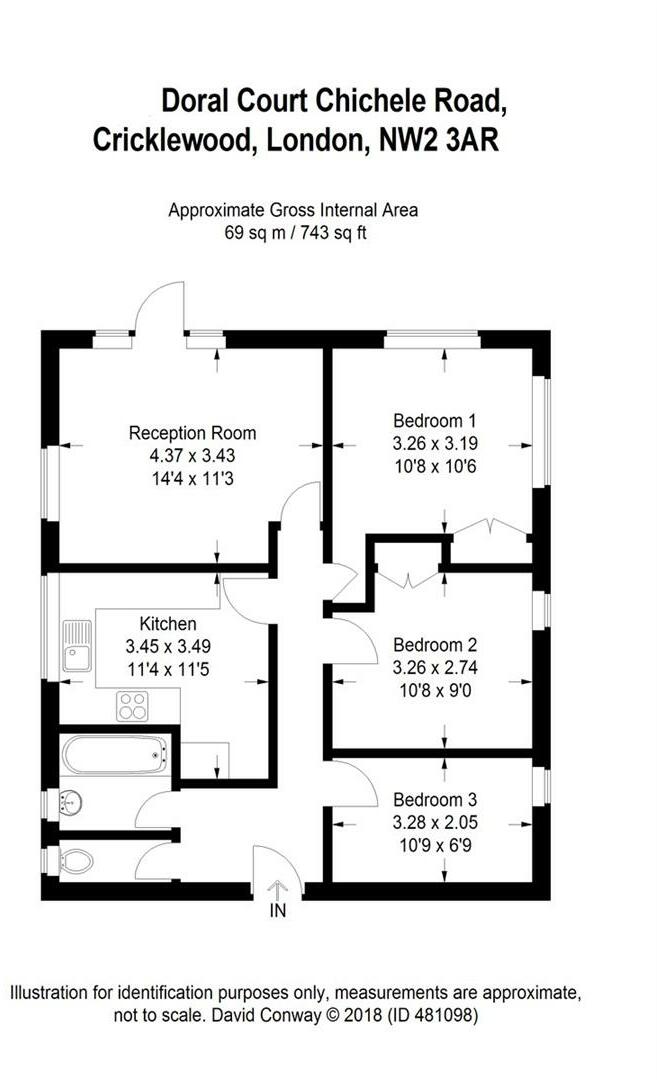 Doral Court Chichele Road,
Cricklewood, London, NW2 3AR
Approximate Gross Internal Area
69 sq m / 743 sq ft
Reception Room
4.37 x 3.43
14'4 x 11'3
Bedroom 1
3.26 x 3.19
10'8 x 10'6
Kitchen
3.45 x 3.49
11'4 x 11'5
Bedroom 2
3.26 x 2.74
10'8 x 9'0
Bedroom 3
3.28 x 2.05
10'9 x 6'9
IN
Illustration for identification purposes only, measurements are approximate,
not to scale. David Conway © 2018 (ID 481098)